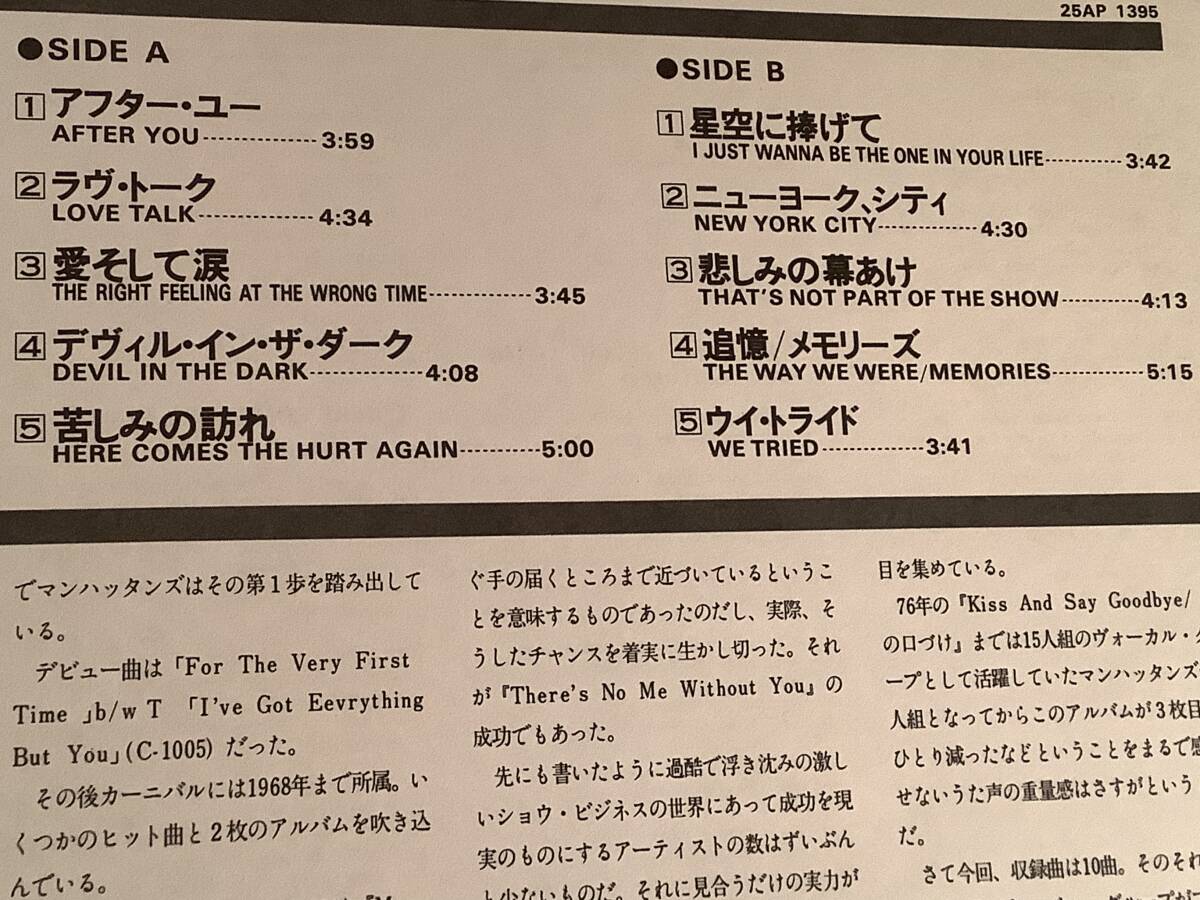 25AP 1395
●SIDE A
1 アフター・ユー
AFTER YOU 3:59
2 ラヴ・トーク
LOVE TALK 4:34
3 愛そして涙
THE RIGHT FEELING AT THE WRONG TIME 3:45
4 デヴィル・イン・ザ・ダーク
DEVIL IN THE DARK 4:08
5 苦しみの訪れ
HERE COMES THE HURT AGAIN 5:00
●SIDE B
1 星空に捧げて
I JUST WANNA BE THE ONE IN YOUR LIFE 3:42
2 ニューヨーク、シティ
NEW YORK CITY 4:30
3 悲しみの幕あけ
THAT'S NOT PART OF THE SHOW 4:13
4 追憶/メモリーズ
THE WAY WE WERE/MEMORIES 5:15
5 ウイ・トライド
WE TRIED 3:41
でマンハッタンズはその第1歩を踏み出して
いる。
デビュー曲は「For The Very First
Time」b/w T 「I've Got Eevrything
But You」(C-1005) だった。
その後カーニバルには1968年まで所属。い
くつかのヒット曲と2枚のアルバムを吹き込
んでいる。
ぐ手の届くところまで近づいているというこ
とを意味するものであったのだし、実際、そ
うしたチャンスを着実に生かし切った。それ
が『There's No Me Without You』の
成功でもあった。
先にも書いたように過酷で浮き沈みの激し
いショウ・ビジネスの世界にあって成功を現
実のものにするアーティストの数はずいぶん
と少ないものだ。それに見合うだけの実力が
目を集めている。
76年の『Kiss And Say Goodbye/
の口づけ』までは15人組のヴォーカル・
ープとして活躍していたマンハッタンズ
人組となってからこのアルバムが3枚目
ひとり減ったなどということをまるで感
せないうた声の重量感はさすがという
だ。
さて今回、収録曲は10曲。そのそれ